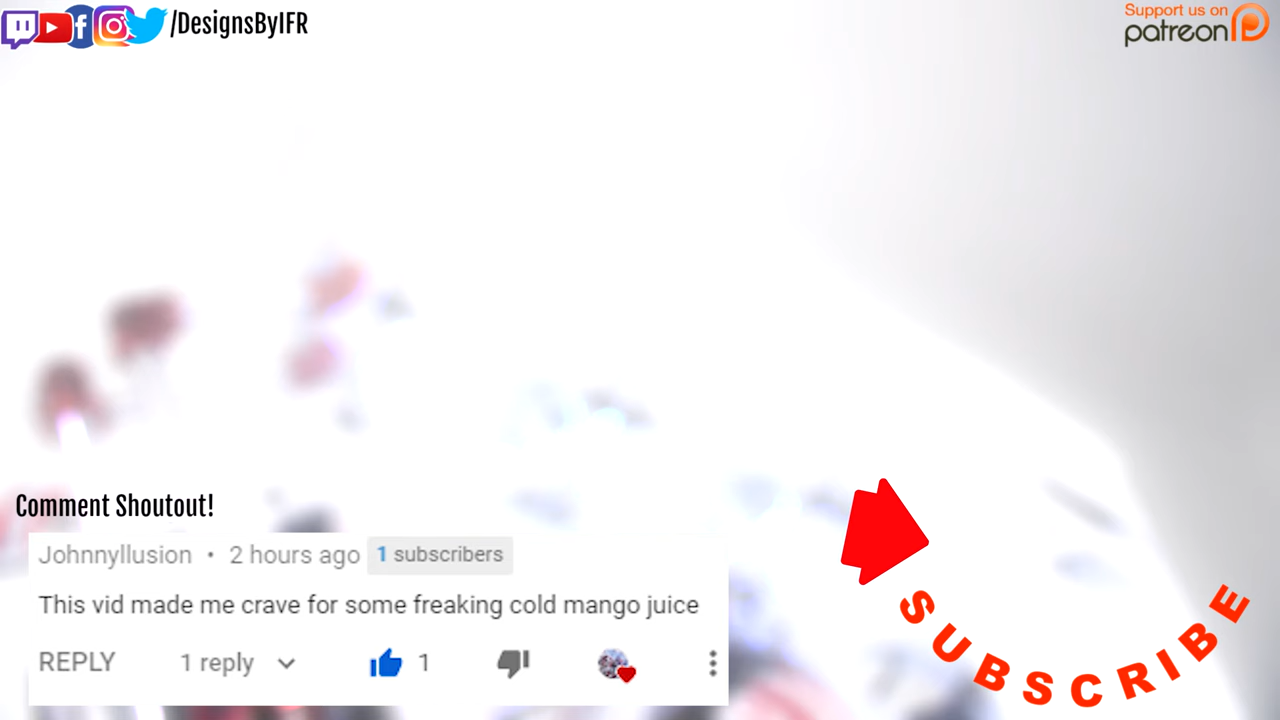 /DesignsByIFR
Support us on
patreon
Comment Shoutout!
Johnnyllusion • 2 hours ago 1 subscribers
This vid made me crave for some freaking cold mango juice
REPLY 1 reply 1
SUBSCRIBE